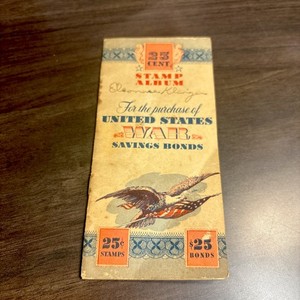 25
CENT
STAMP
ALBUM
For the purchase of
UNITED STATES
WAR
SAVINGS BONDS
25¢ $25
STAMPS BONDS